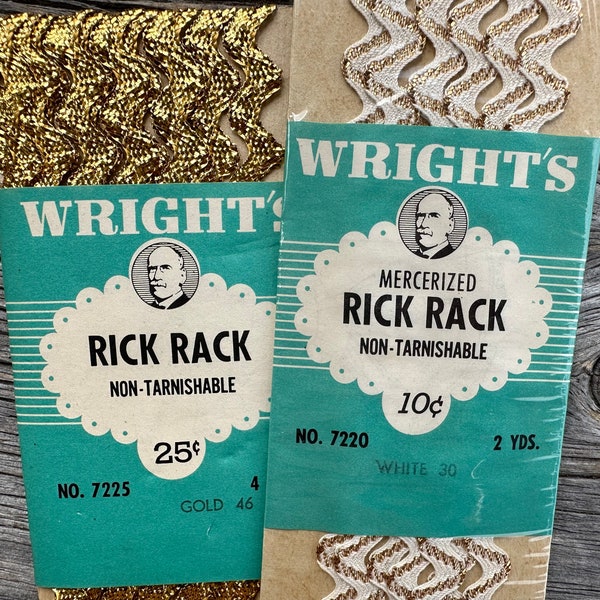 WRIGHT'S
RICK RACK
NON-TARNISHABLE
25¢
NO. 7225 4
GOLD 46
WRIGHT'S
MERCERIZED
RICK RACK
NON-TARNISHABLE
10¢
NO. 7220 2 YDS.
WHITE 30